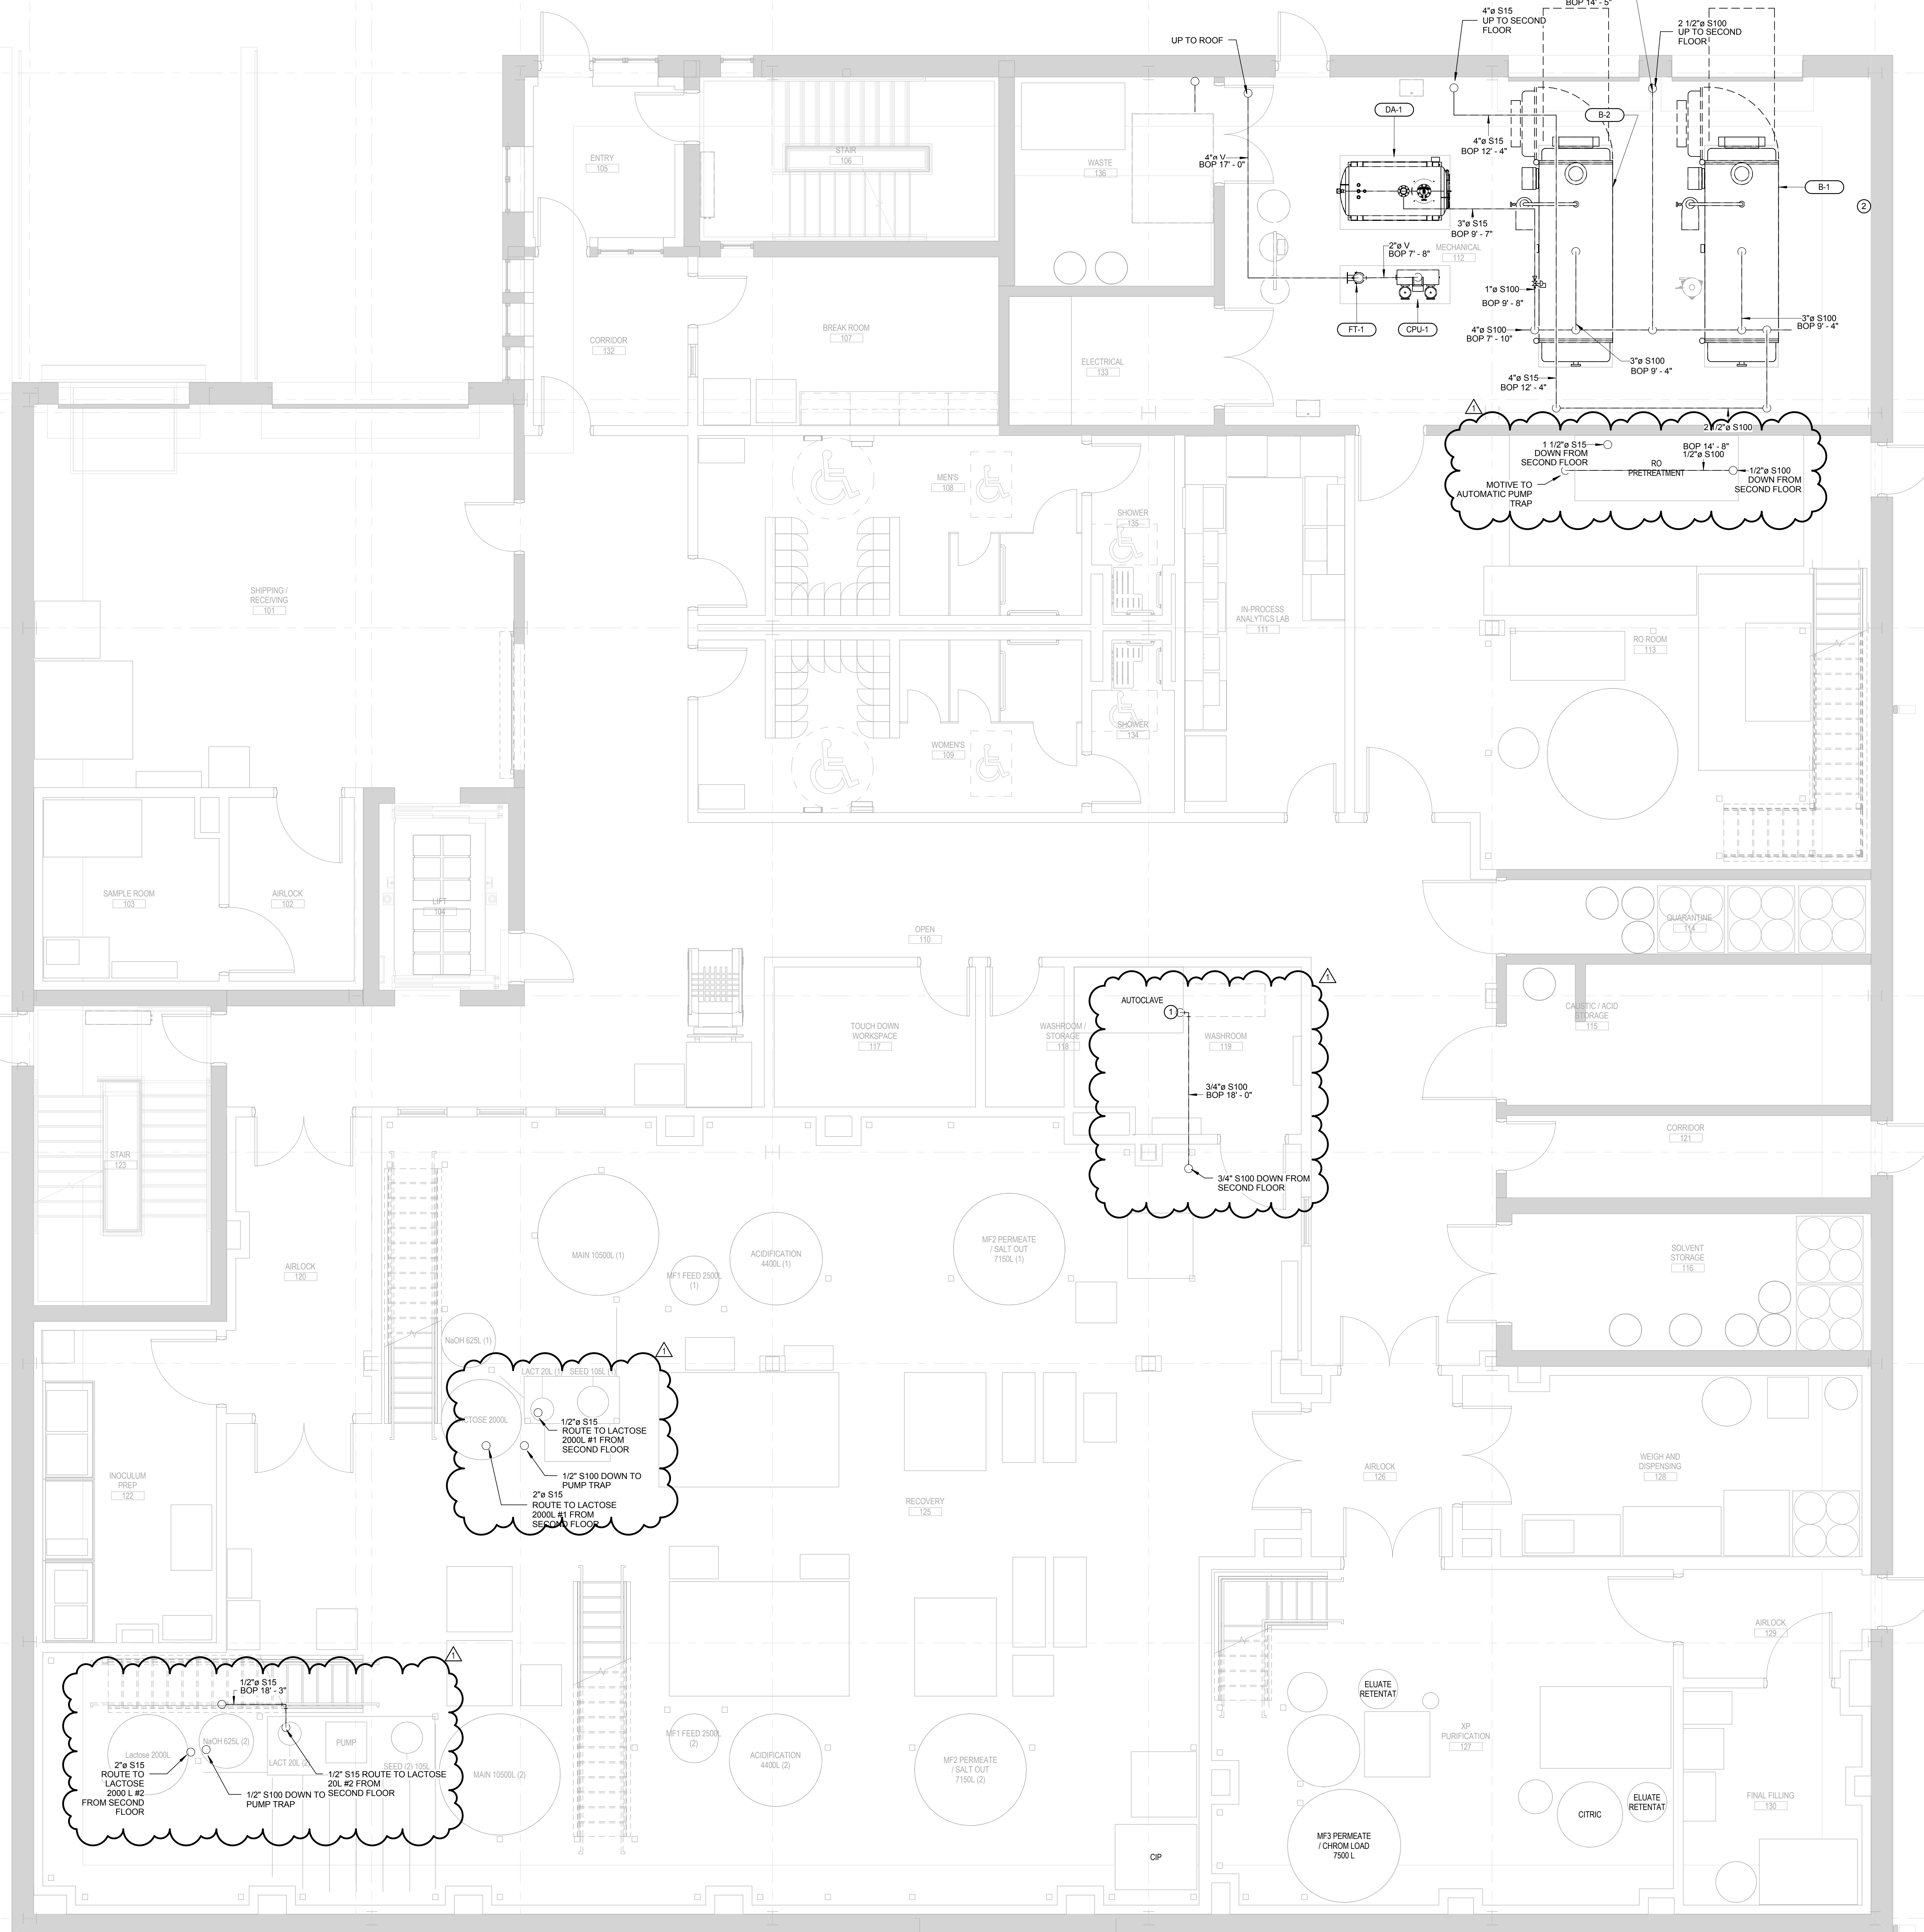 BOP 14' - 5"
4"ø S15
UP TO SECOND
FLOOR
2 1/2"ø S100
UP TO SECOND
FLOOR
UP TO ROOF
DA-1
B-2
4"ø S15
BOP 12' - 4"
4"ø V
BOP 17' - 0"
B-1
2
3"ø S15
BOP 9' - 7"
2"ø V
BOP 7' - 8"
MECHANICAL
112
1"ø S100
BOP 9' - 8"
FT-1
CPU-1
4"ø S100
BOP 7' - 10"
3"ø S100
BOP 9' - 4"
3"ø S100
BOP 9' - 4"
4"ø S15
BOP 12' - 4"
ENTRY
105
STAIR
106
WASTE
136
CORRIDOR
132
BREAK ROOM
107
ELECTRICAL
133
1
2 1/2"ø S100
BOP 14' - 8"
1 1/2"ø S15
DOWN FROM
SECOND FLOOR
1/2"ø S100
RO
PRETREATMENT
1/2"ø S100
DOWN FROM
SECOND FLOOR
MOTIVE TO
AUTOMATIC PUMP
TRAP
MEN'S
108
SHOWER
135
SHIPPING /
RECEIVING
101
IN-PROCESS
ANALYTICS LAB
111
RO ROOM
113
WOMEN'S
109
SHOWER
134
SAMPLE ROOM
103
AIRLOCK
102
LIFT
104
OPEN
110
QUARANTINE
114
TOUCH DOWN
WORKSPACE
117
WASHROOM /
STORAGE
118
1
AUTOCLAVE
1
WASHROOM
119
3/4"ø S100
BOP 18' - 0"
3/4" S100 DOWN FROM
SECOND FLOOR
CAUSTIC / ACID
STORAGE
115
CORRIDOR
121
STAIR
123
AIRLOCK
120
MAIN 10500L (1)
MF1 FEED 2500L
(1)
ACIDIFICATION
4400L (1)
MF2 PERMEATE
/ SALT OUT
7150L (1)
SOLVENT
STORAGE
116
NaOH 625L (1)
1
LACT 20L (1)
SEED 105L (1)
LACTOSE 2000L
1/2"ø S15
ROUTE TO LACTOSE
2000L #1 FROM
SECOND FLOOR
1/2" S100 DOWN TO
PUMP TRAP
2"ø S15
ROUTE TO LACTOSE
2000L #1 FROM
SECOND FLOOR
INOCULUM
PREP
122
RECOVERY
125
AIRLOCK
126
WEIGH AND
DISPENSING
128
AIRLOCK
129
1
1/2"ø S15
BOP 18' - 3"
Lactose 2000L
NaOH 625L (2)
LACT 20L (2)
PUMP
SEED (2) 105L
2"ø S15
ROUTE TO
LACTOSE
2000 L #2
FROM SECOND
FLOOR
1/2" S100 DOWN TO
PUMP TRAP
1/2" S15 ROUTE TO LACTOSE
20L #2 FROM
SECOND FLOOR
MAIN 10500L (2)
MF1 FEED 2500L
(2)
ACIDIFICATION
4400L (2)
MF2 PERMEATE
/ SALT OUT
7150L (2)
ELUATE
RETENTAT
XP
PURIFICATION
127
ELUATE
RETENTAT
CITRIC
MF3 PERMEATE
/ CHROM LOAD
7500 L
CIP
FINAL FILLING
130